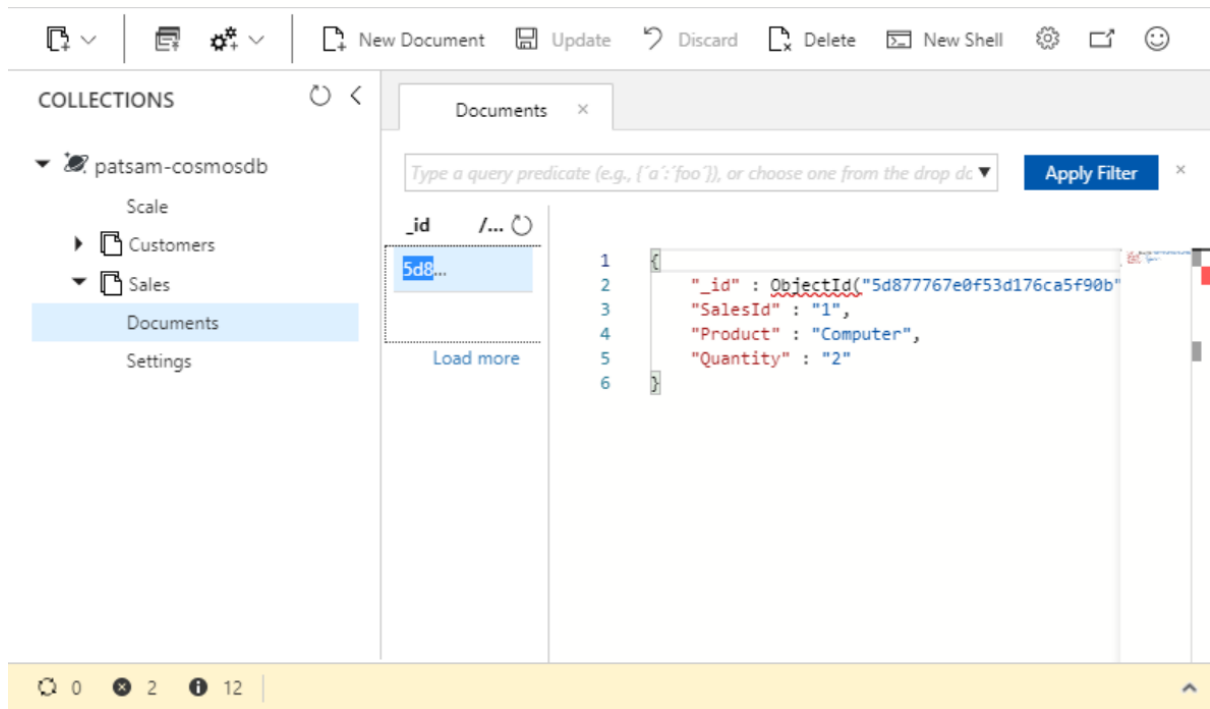 New Document Update Discard Delete New Shell
COLLECTIONS
Documents ×
patsam-cosmosdb
Type a query predicate (e.g., {´a´:´foo´}), or choose one from the drop dc
Apply Filter ×
Scale
_id /...
Customers
5d8...
Sales
Documents
Settings
Load more
1 {
2 "_id" : ObjectId("5d877767e0f53d176ca5f90b"
3 "SalesId" : "1",
4 "Product" : "Computer",
5 "Quantity" : "2"
6 }
0 2 12